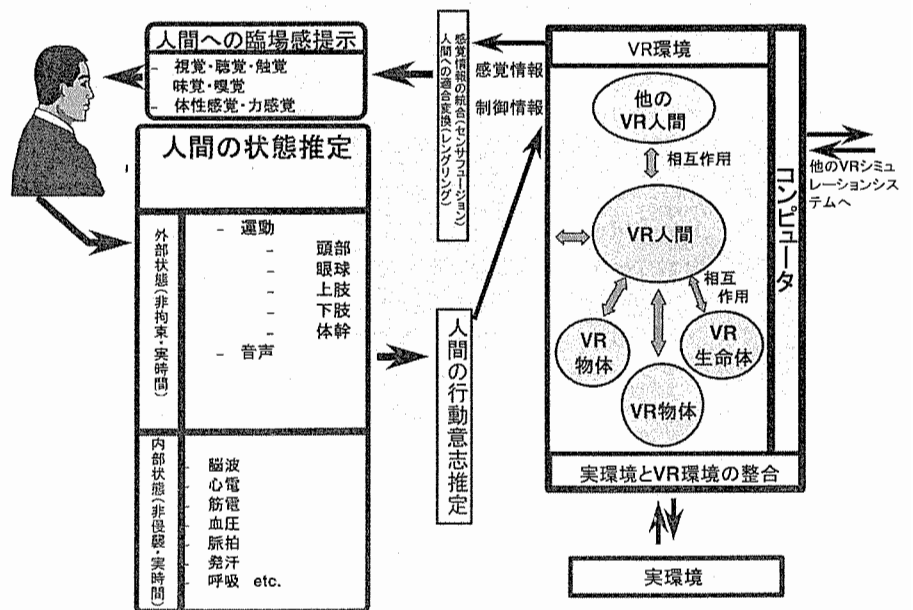 人間への臨場感提示
- 視覚・聴覚・触覚
味覚・嗅覚
- 体性感覚・力感覚
人間の状態推定
外部状態(非拘束・実時間)
- 運動
- 頭部
- 眼球
- 上肢
- 下肢
- 体幹
- 音声
内部状態(非侵襲・実時間)
- 脳波
- 心電
- 筋電
- 血圧
- 脈拍
- 発汗
- 呼吸 etc.
感覚情報の統合(センサフュージョン)
人間への適合変換(レンダリング)
人間の行動意志推定
感覚情報
制御情報
VR環境
他の
VR人間
相互作用
VR人間
相互
作用
VR
物体
VR
生命体
VR物体
実環境とVR環境の整合
コンピュータ
他のVRシミュ
レーションシス
テムへ
実環境